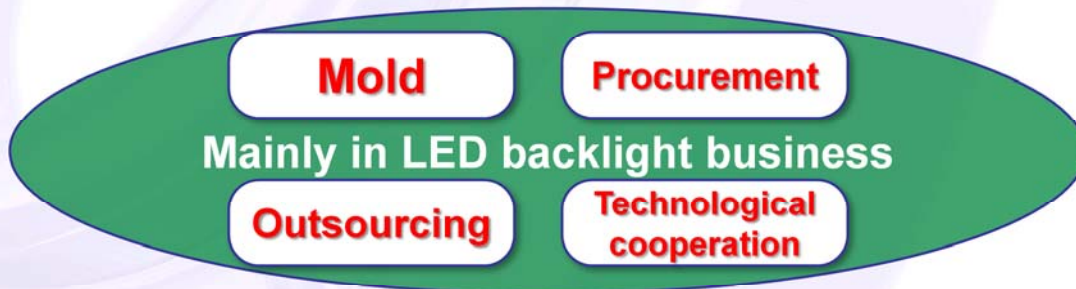 Mold
Procurement
Mainly in LED backlight business
Outsourcing
Technological
cooperation